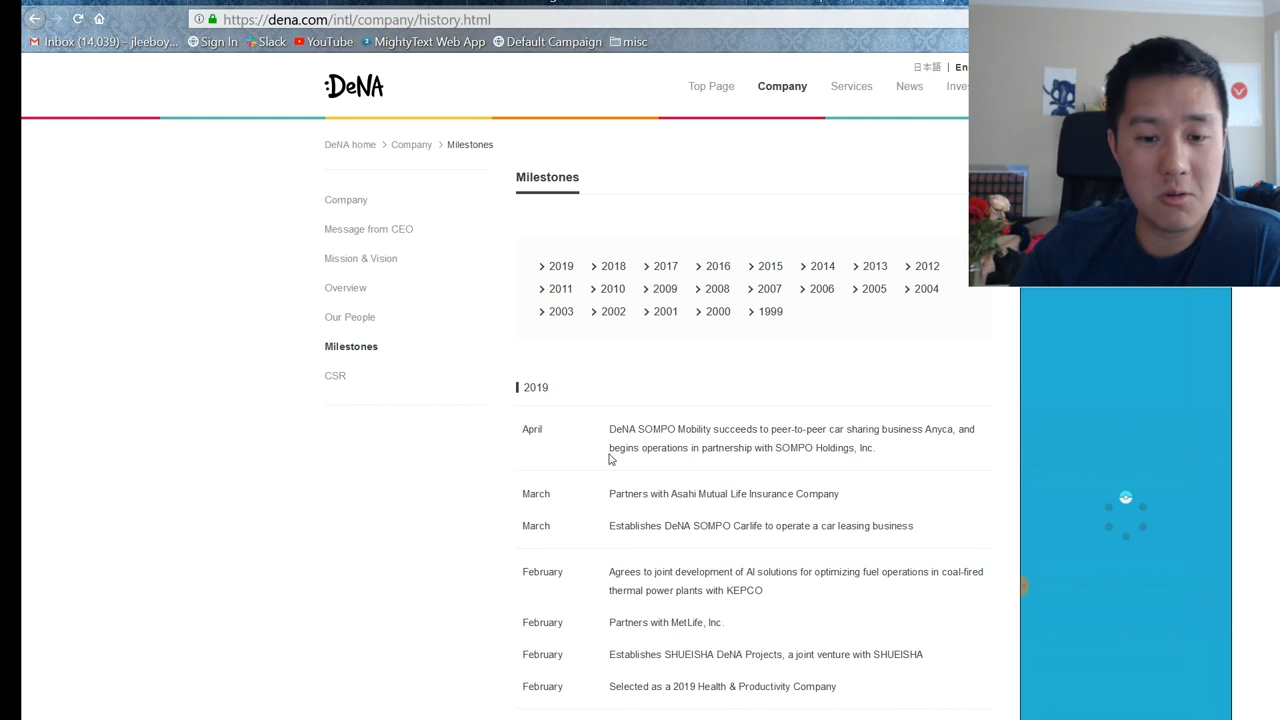 https://dena.com/intl/company/history.html
Inbox (14,039) - jleeboy... Sign In Slack YouTube MightyText Web App Default Campaign misc
日本語 | En
:DeNA Top Page Company Services News Inves
DeNA home > Company > Milestones
Milestones
Company
Message from CEO
Mission & Vision
Overview
Our People
Milestones
CSR
> 2019 > 2018 > 2017 > 2016 > 2015 > 2014 > 2013 > 2012
> 2011 > 2010 > 2009 > 2008 > 2007 > 2006 > 2005 > 2004
> 2003 > 2002 > 2001 > 2000 > 1999
2019
April DeNA SOMPO Mobility succeeds to peer-to-peer car sharing business Anyca, and
begins operations in partnership with SOMPO Holdings, Inc.
March Partners with Asahi Mutual Life Insurance Company
March Establishes DeNA SOMPO Carlife to operate a car leasing business
February Agrees to joint development of AI solutions for optimizing fuel operations in coal-fired
thermal power plants with KEPCO
February Partners with MetLife, Inc.
February Establishes SHUEISHA DeNA Projects, a joint venture with SHUEISHA
February Selected as a 2019 Health & Productivity Company